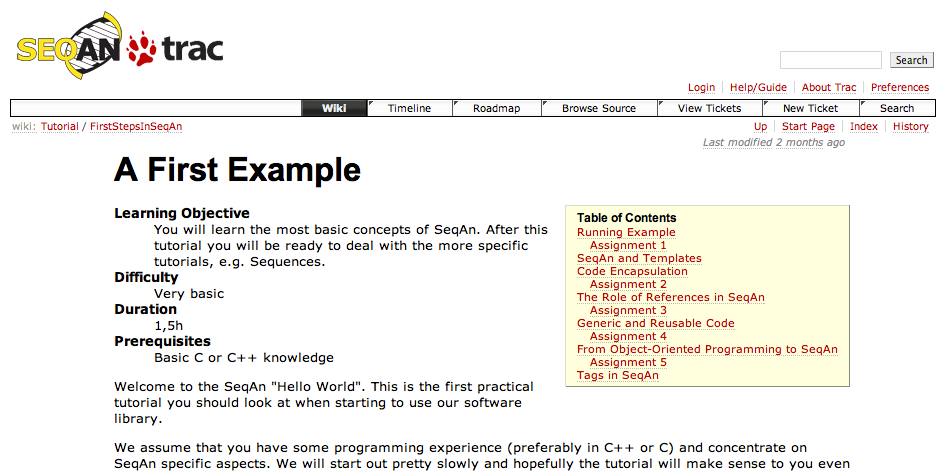 SEQAN trac
Search
Login Help/Guide About Trac Preferences
Wiki Timeline Roadmap Browse Source View Tickets New Ticket Search
wiki: Tutorial / FirstStepsInSeqAn
Up Start Page Index History
Last modified 2 months ago
A First Example
Learning Objective
You will learn the most basic concepts of SeqAn. After this
tutorial you will be ready to deal with the more specific
tutorials, e.g. Sequences.
Difficulty
Very basic
Duration
1,5h
Prerequisites
Basic C or C++ knowledge
Table of Contents
Running Example
Assignment 1
SeqAn and Templates
Code Encapsulation
Assignment 2
The Role of References in SeqAn
Assignment 3
Generic and Reusable Code
Assignment 4
From Object-Oriented Programming to SeqAn
Assignment 5
Tags in SeqAn
Welcome to the SeqAn "Hello World". This is the first practical
tutorial you should look at when starting to use our software
library.
We assume that you have some programming experience (preferably in C++ or C) and concentrate on
SeqAn specific aspects. We will start out pretty slowly and hopefully the tutorial will make sense to you even